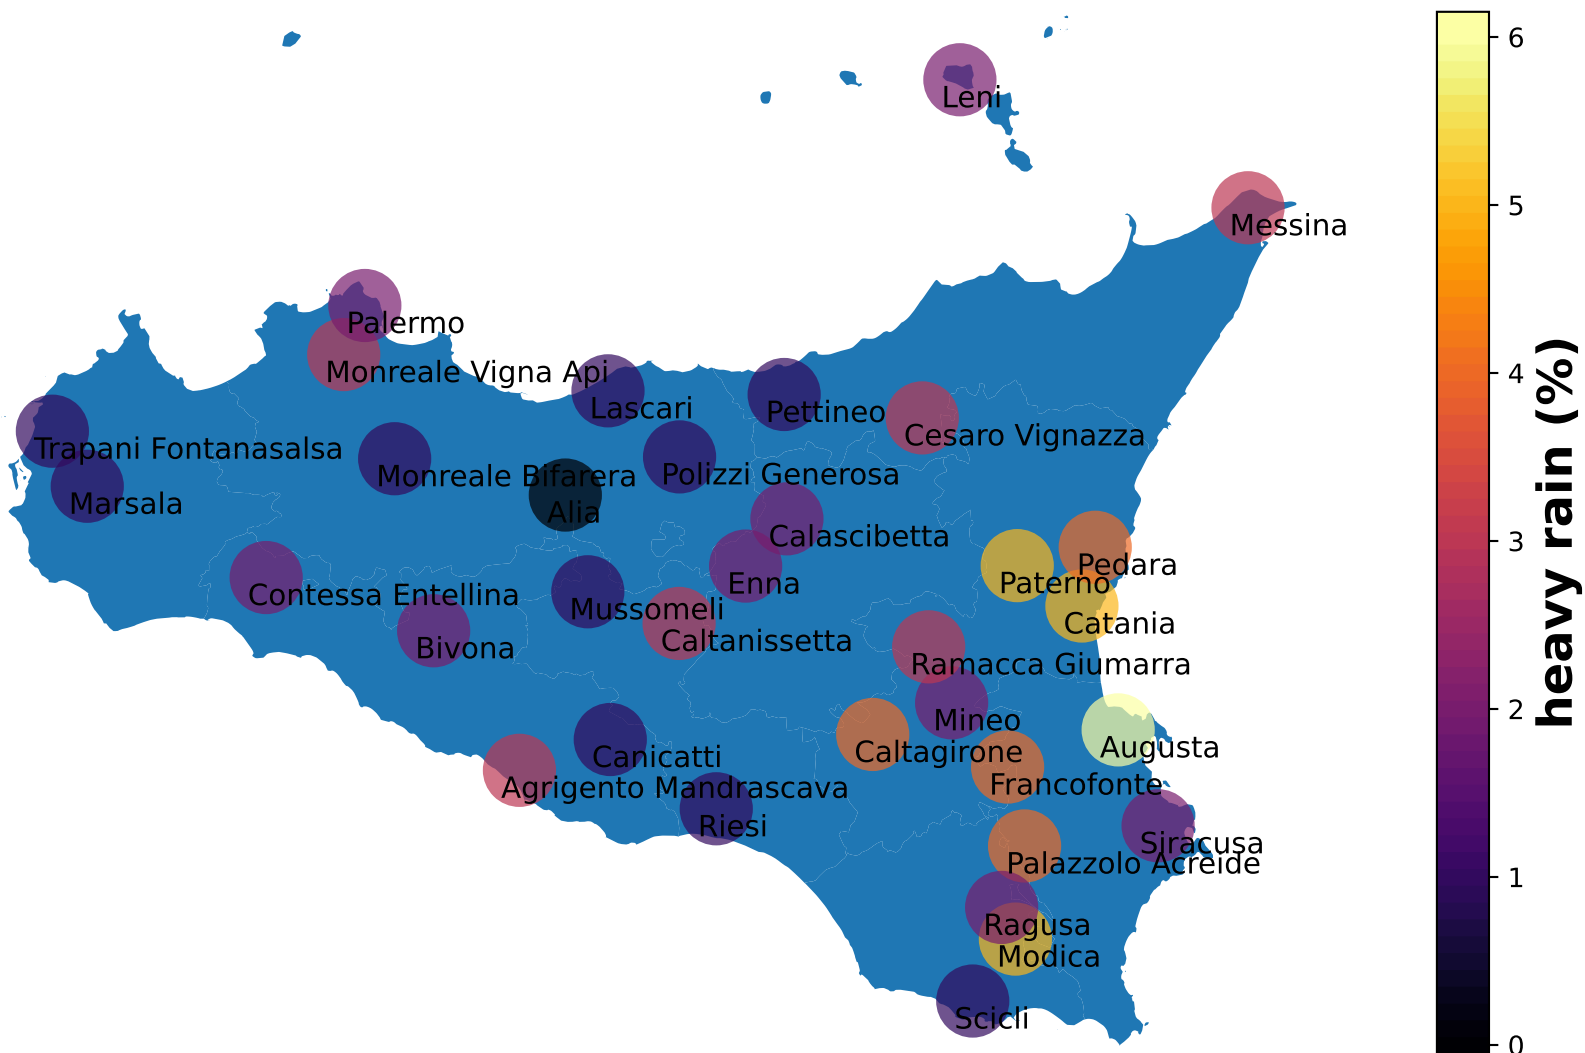 6
Leni
5
Messina
Palermo
Monreale Vigna Api
4
Lascari
Pettineo
Cesaro Vignazza
Trapani Fontanasalsa
Monreale Bifarera
Polizzi Generosa
Marsala
Alia
Calascibetta
3
heavy rain (%)
Pedara
Enna
Paterno
Contessa Entellina
Mussomeli
Catania
Caltanissetta
Bivona
Ramacca Giumarra
2
Mineo
Augusta
Caltagirone
Canicatti
Francofonte
Agrigento Mandrascava
Riesi
Siracusa
Palazzolo Acreide
1
Ragusa
Modica
Scicli
0